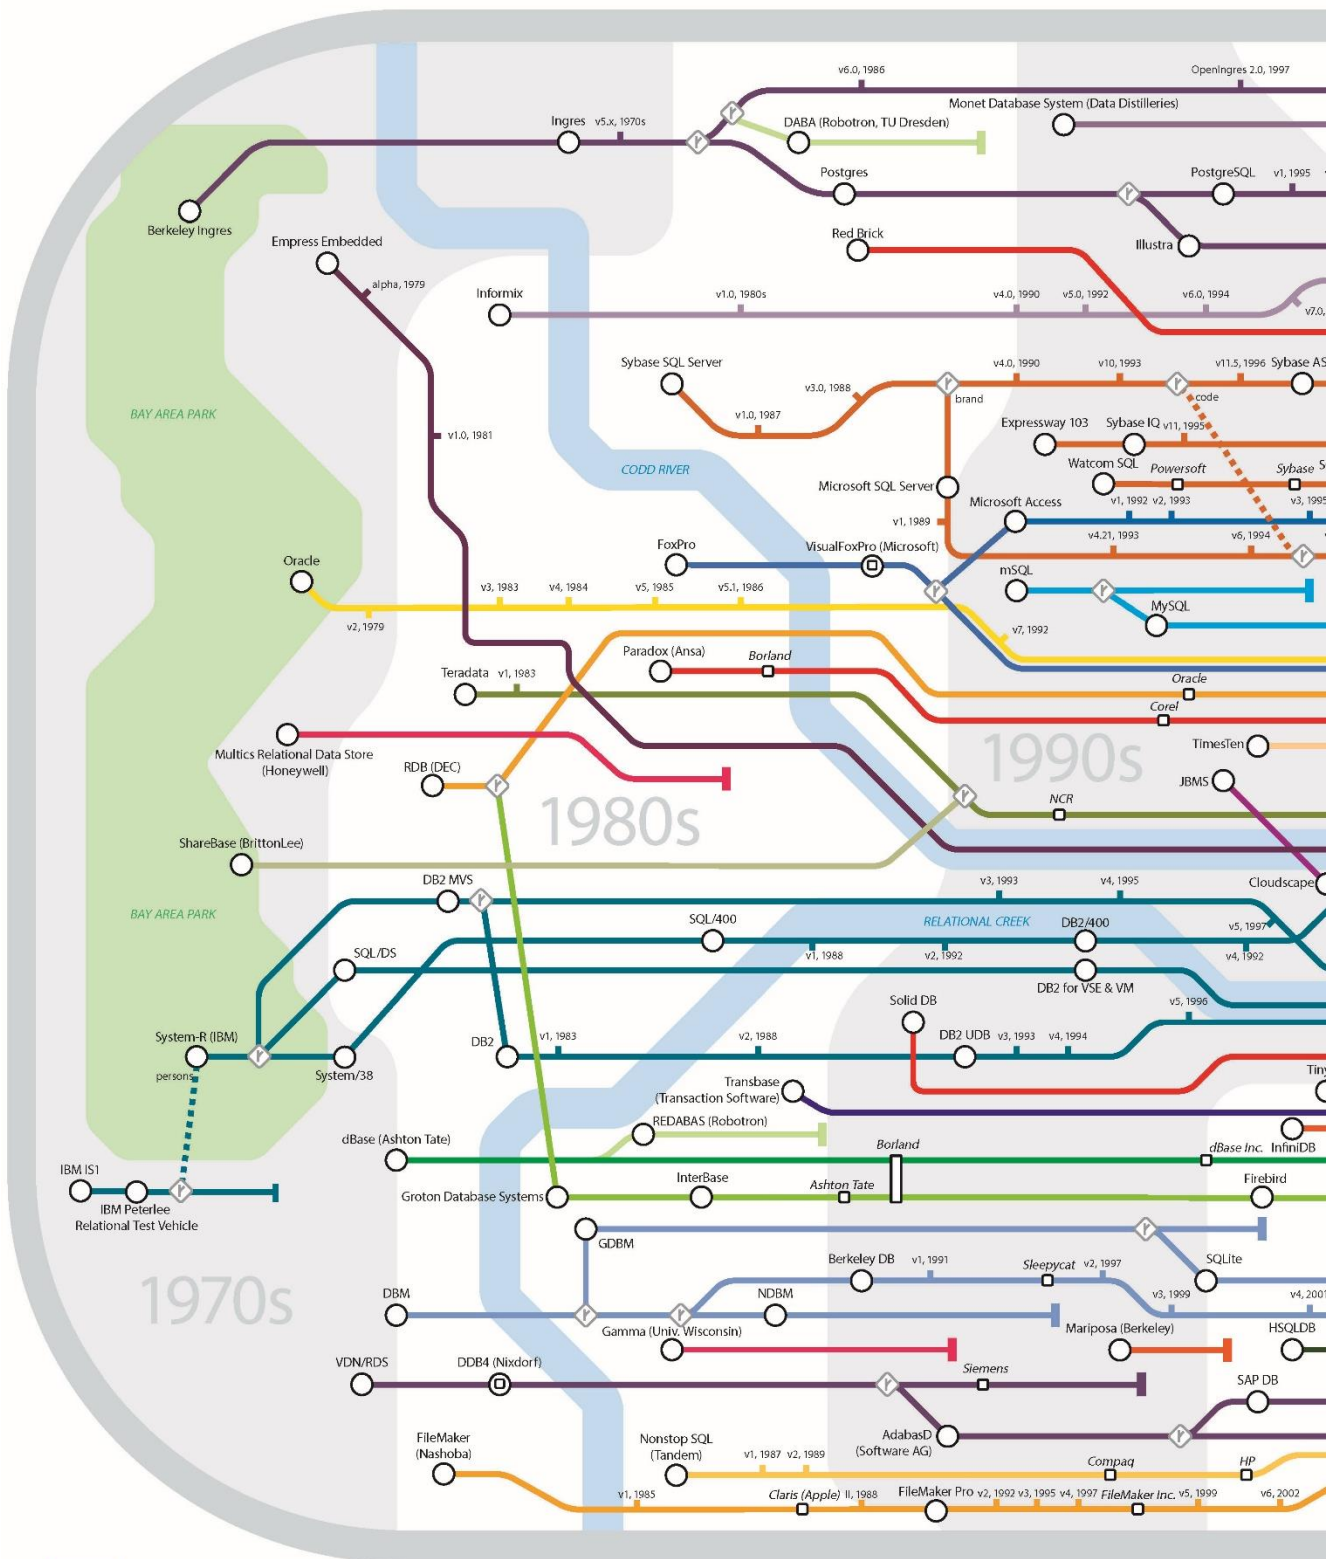 v6.0, 1986
OpenIngres 2.0, 1997
Monet Database System (Data Distilleries)
Ingres
v5.x, 1970s
DABA (Robotron, TU Dresden)
Postgres
PostgreSQL
v1, 1995
Berkeley Ingres
Empress Embedded
Red Brick
Illustra
alpha, 1979
Informix
v1.0, 1980s
v4.0, 1990
v5.0, 1992
v6.0, 1994
v7.0,
Sybase SQL Server
v3.0, 1988
v4.0, 1990
v10, 1993
v11.5, 1996
Sybase AS
brand
code
BAY AREA PARK
v1.0, 1987
v1.0, 1981
Expressway 103
Sybase IQ
v11, 1995
CODD RIVER
Watcom SQL
Powersoft
Sybase
S
Microsoft SQL Server
Microsoft Access
v1, 1992
v2, 1993
v3, 1995
v1, 1989
v4.21, 1993
v6, 1994
FoxPro
VisualFoxPro (Microsoft)
Oracle
mSQL
v3, 1983
v4, 1984
v5, 1985
v5.1, 1986
MySQL
v2, 1979
v7, 1992
Paradox (Ansa)
Borland
Teradata
v1, 1983
Oracle
Corel
Multics Relational Data Store
(Honeywell)
RDB (DEC)
1990s
TimesTen
JBMS
1980s
NCR
ShareBase (BrittonLee)
DB2 MVS
v3, 1993
v4, 1995
Cloudscape
BAY AREA PARK
SQL/400
RELATIONAL CREEK
DB2/400
v5, 1997
SQL/DS
v1, 1988
v2, 1992
v4, 1992
DB2 for VSE & VM
Solid DB
v5, 1996
System-R (IBM)
DB2
v1, 1983
v2, 1988
DB2 UDB
v3, 1993
v4, 1994
persons
System/38
Transbase
(Transaction Software)
Tiny
REDABAS (Robotron)
dBase (Ashton Tate)
Borland
dBase Inc.
InfiniDB
IBM IS1
IBM Peterlee
Relational Test Vehicle
Groton Database Systems
InterBase
Ashton Tate
Firebird
GDBM
SQLite
Berkeley DB
v1, 1991
Sleepycat
v2, 1997
1970s
DBM
NDBM
v3, 1999
v4, 2001
Gamma (Univ. Wisconsin)
Mariposa (Berkeley)
HSQLDB
VDN/RDS
DDB4 (Nixdorf)
Siemens
SAP DB
AdabasD
(Software AG)
FileMaker
(Nashoba)
Nonstop SQL
(Tandem)
v1, 1987
v2, 1989
Compaq
HP
v1, 1985
Claris (Apple)
II, 1988
FileMaker Pro
v2, 1992
v3, 1995
v4, 1997
FileMaker Inc.
v5, 1999
v6, 2002